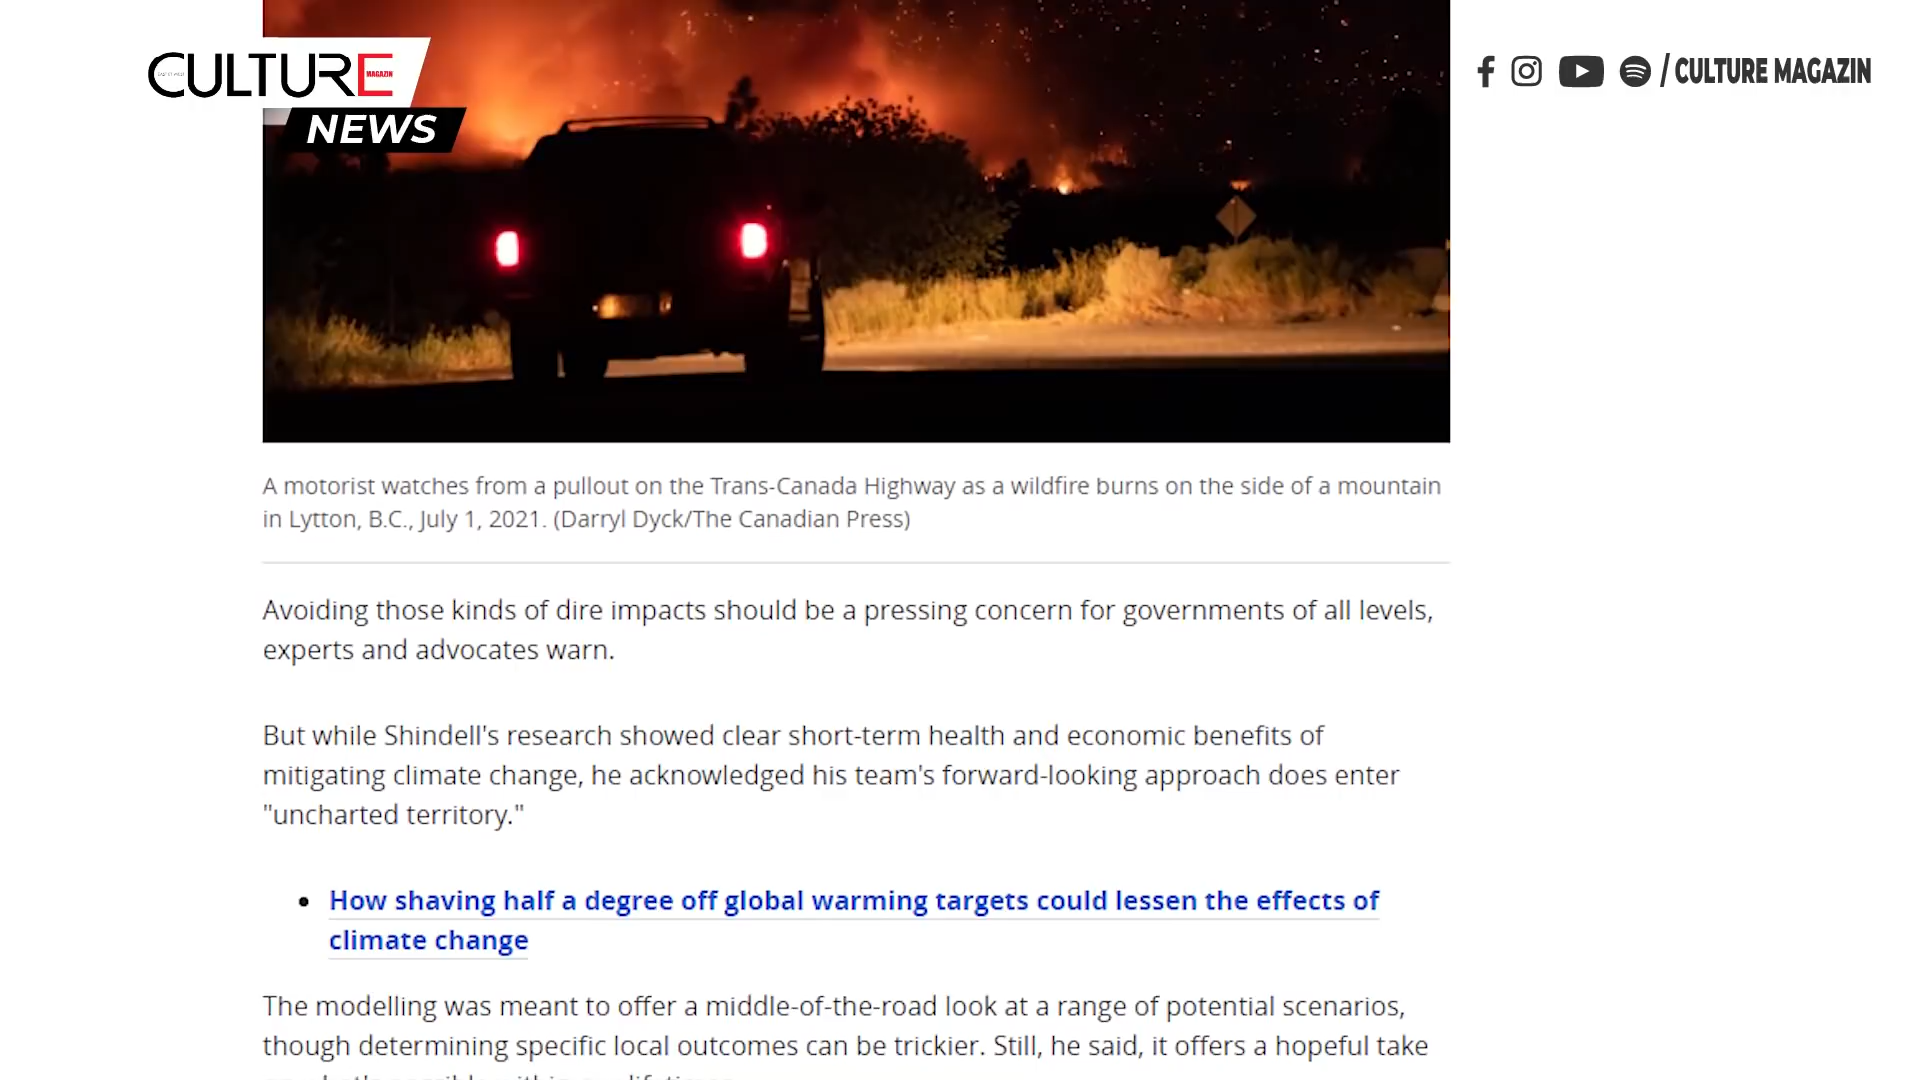 CULTURE
MAGAZIN
NEWS
/ CULTURE MAGAZIN
A motorist watches from a pullout on the Trans-Canada Highway as a wildfire burns on the side of a mountain
in Lytton, B.C., July 1, 2021. (Darryl Dyck/The Canadian Press)
Avoiding those kinds of dire impacts should be a pressing concern for governments of all levels,
experts and advocates warn.
But while Shindell's research showed clear short-term health and economic benefits of
mitigating climate change, he acknowledged his team's forward-looking approach does enter
"uncharted territory."
• How shaving half a degree off global warming targets could lessen the effects of
climate change
The modelling was meant to offer a middle-of-the-road look at a range of potential scenarios,
though determining specific local outcomes can be trickier. Still, he said, it offers a hopeful take